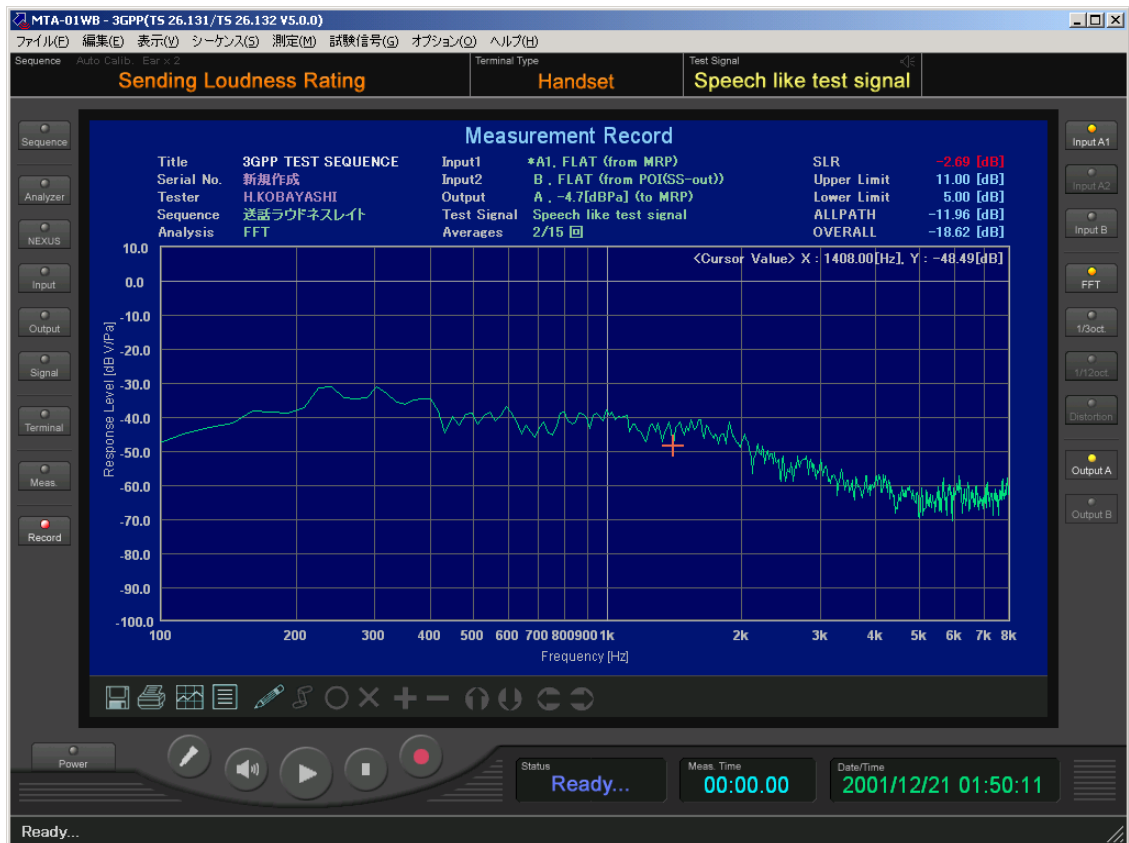 MTA-01WB - 3GPP(TS 26.131/TS 26.132 V5.0.0)
ファイル(F) 編集(E) 表示(V) シーケンス(S) 測定(M) 試験信号(G) オプション(O) ヘルプ(H)
Sequence Auto Calib. Ear x 2
Sending Loudness Rating
Terminal Type
Handset
Test Signal
Speech like test signal
Sequence
Analyzer
NEXUS
Input
Output
Signal
Terminal
Meas.
Record
Measurement Record
Title 3GPP TEST SEQUENCE Input1 *A1, FLAT (from MRP) SLR -2.69 [dB]
Serial No. 新規作成 Input2 B , FLAT (from POI(SS-out)) Upper Limit 11.00 [dB]
Tester H.KOBAYASHI Output A , -4.7[dBPa] (to MRP) Lower Limit 5.00 [dB]
Sequence 送話ラウドネスレイト Test Signal Speech like test signal ALLPATH -11.96 [dB]
Analysis FFT Averages 2/15 回 OVERALL -18.62 [dB]
<Cursor Value> X : 1408.00[Hz], Y : -48.49[dB]
Response Level [dB V/Pa]
10.0
0.0
-10.0
-20.0
-30.0
-40.0
-50.0
-60.0
-70.0
-80.0
-90.0
-100.0
100 200 300 400 500 600 700 800 900 1k 2k 3k 4k 5k 6k 7k 8k
Frequency [Hz]
Input A1
Input A2
Input B
FFT
1/3oct.
1/12oct.
Distortion
Output A
Output B
Power
Status
Ready...
Meas. Time
00:00.00
Date/Time
2001/12/21 01:50:11
Ready...